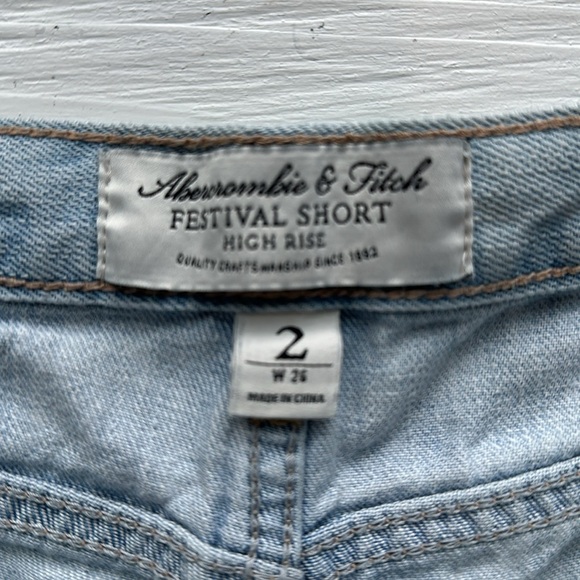 Abercrombie & Fitch
FESTIVAL SHORT
HIGH RISE
QUALITY CRAFTSMANSHIP SINCE 1892
2
W 26
MADE IN CHINA